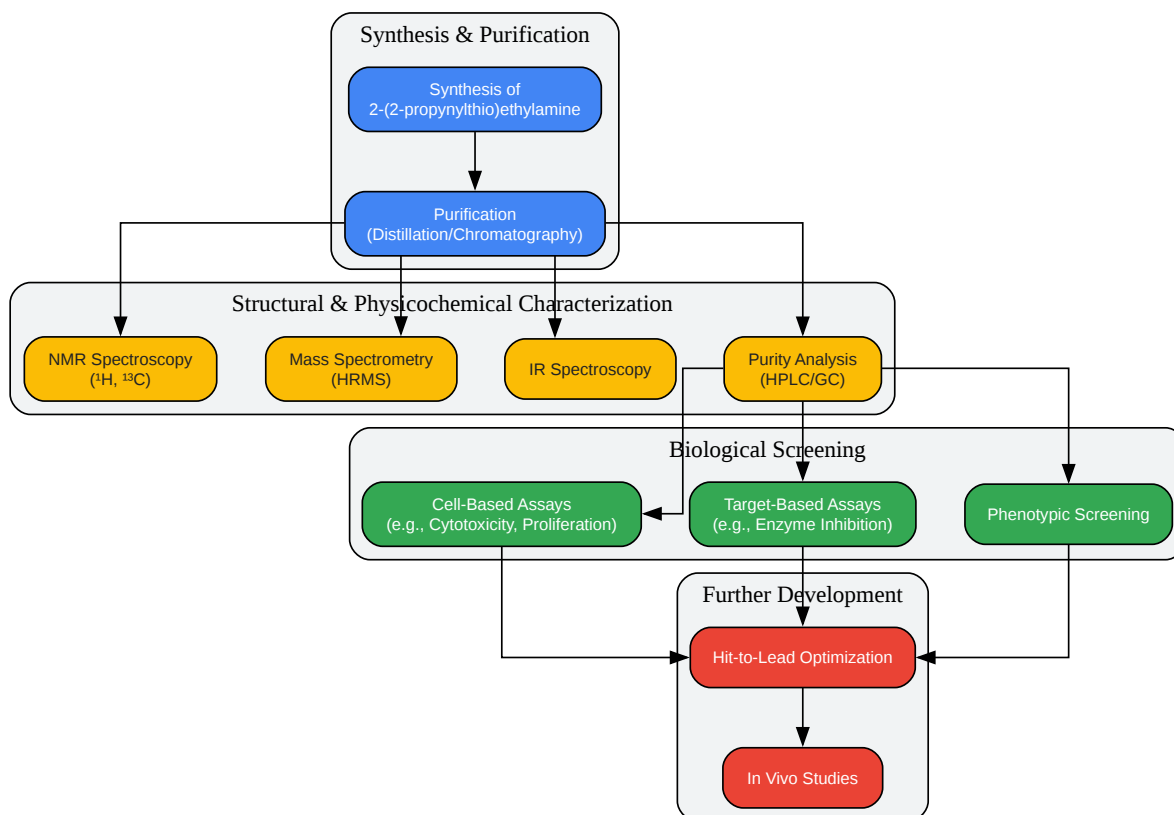 Synthesis & Purification
Synthesis of
2-(2-propynylthio)ethylamine
Purification
(Distillation/Chromatography)
Structural & Physicochemical Characterization
NMR Spectroscopy
(¹H, ¹³C)
Mass Spectrometry
(HRMS)
IR Spectroscopy
Purity Analysis
(HPLC/GC)
Biological Screening
Cell-Based Assays
(e.g., Cytotoxicity, Proliferation)
Target-Based Assays
(e.g., Enzyme Inhibition)
Phenotypic Screening
Further Development
Hit-to-Lead Optimization
In Vivo Studies